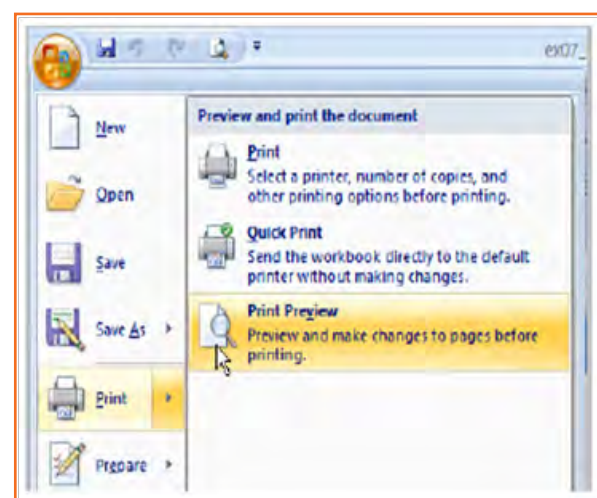 ex07_
New
Open
Save
Save As
Print
Prepare
Preview and print the document
Print
Select a printer, number of copies, and
other printing options before printing.
Quick Print
Send the workbook directly to the default
printer without making changes.
Print Preview
Preview and make changes to pages before
printing.